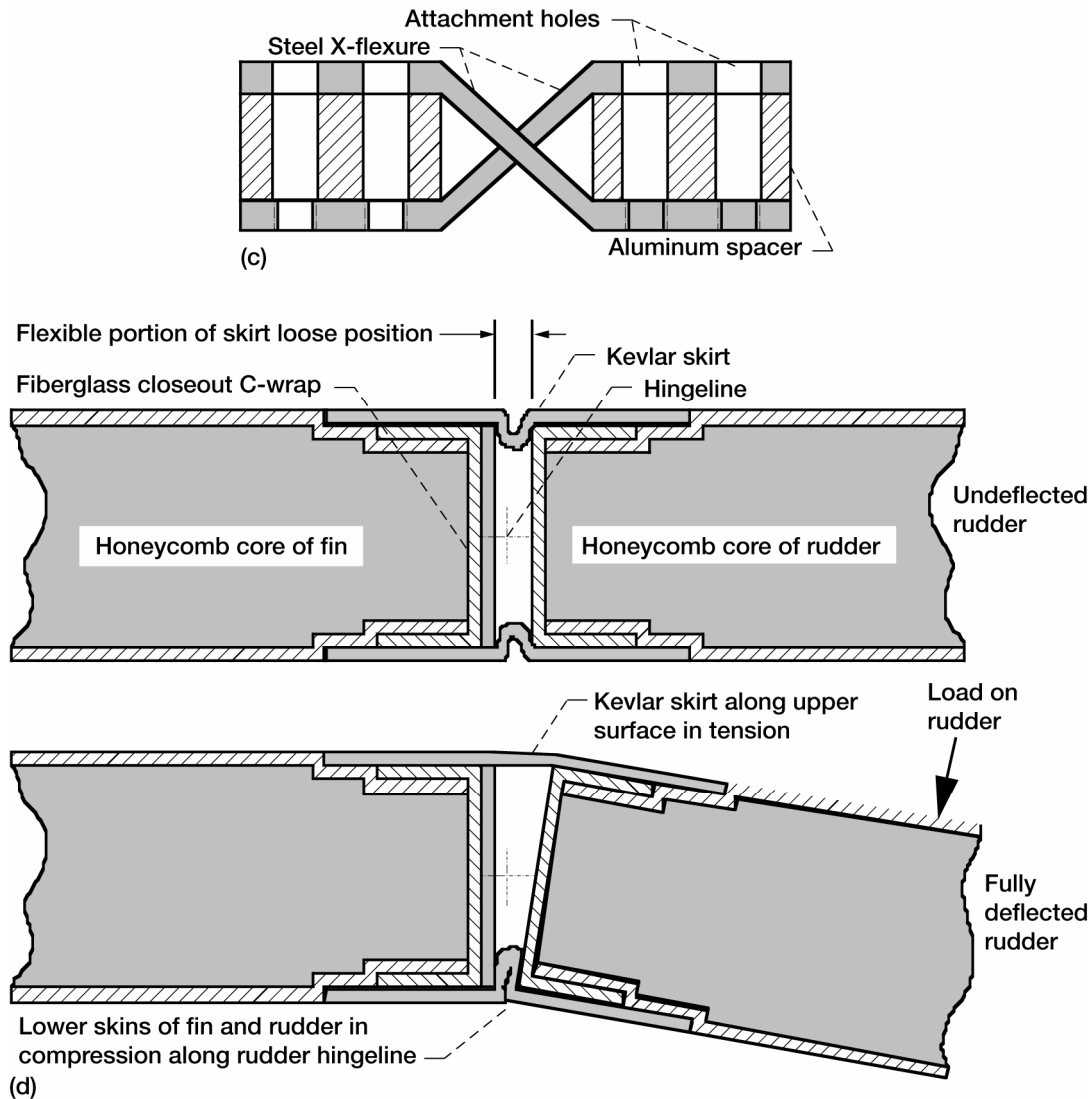 Attachment holes
Steel X-flexure
Aluminum spacer
(c)
Flexible portion of skirt loose position
Kevlar skirt
Fiberglass closeout C-wrap
Hingeline
Undeflected
rudder
Honeycomb core of fin
Honeycomb core of rudder
Kevlar skirt along upper
surface in tension
Load on
rudder
Fully
deflected
rudder
Lower skins of fin and rudder in
compression along rudder hingeline
(d)